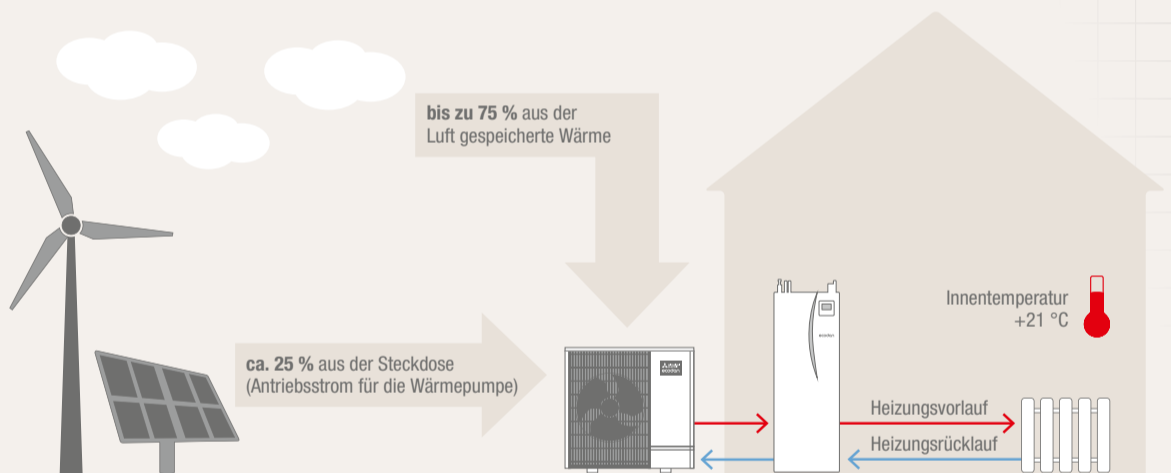 bis zu 75 % aus der
Luft gespeicherte Wärme
ca. 25 % aus der Steckdose
(Antriebsstrom für die Wärmepumpe)
Innentemperatur
+21 °C
Heizungsvorlauf
Heizungsrücklauf